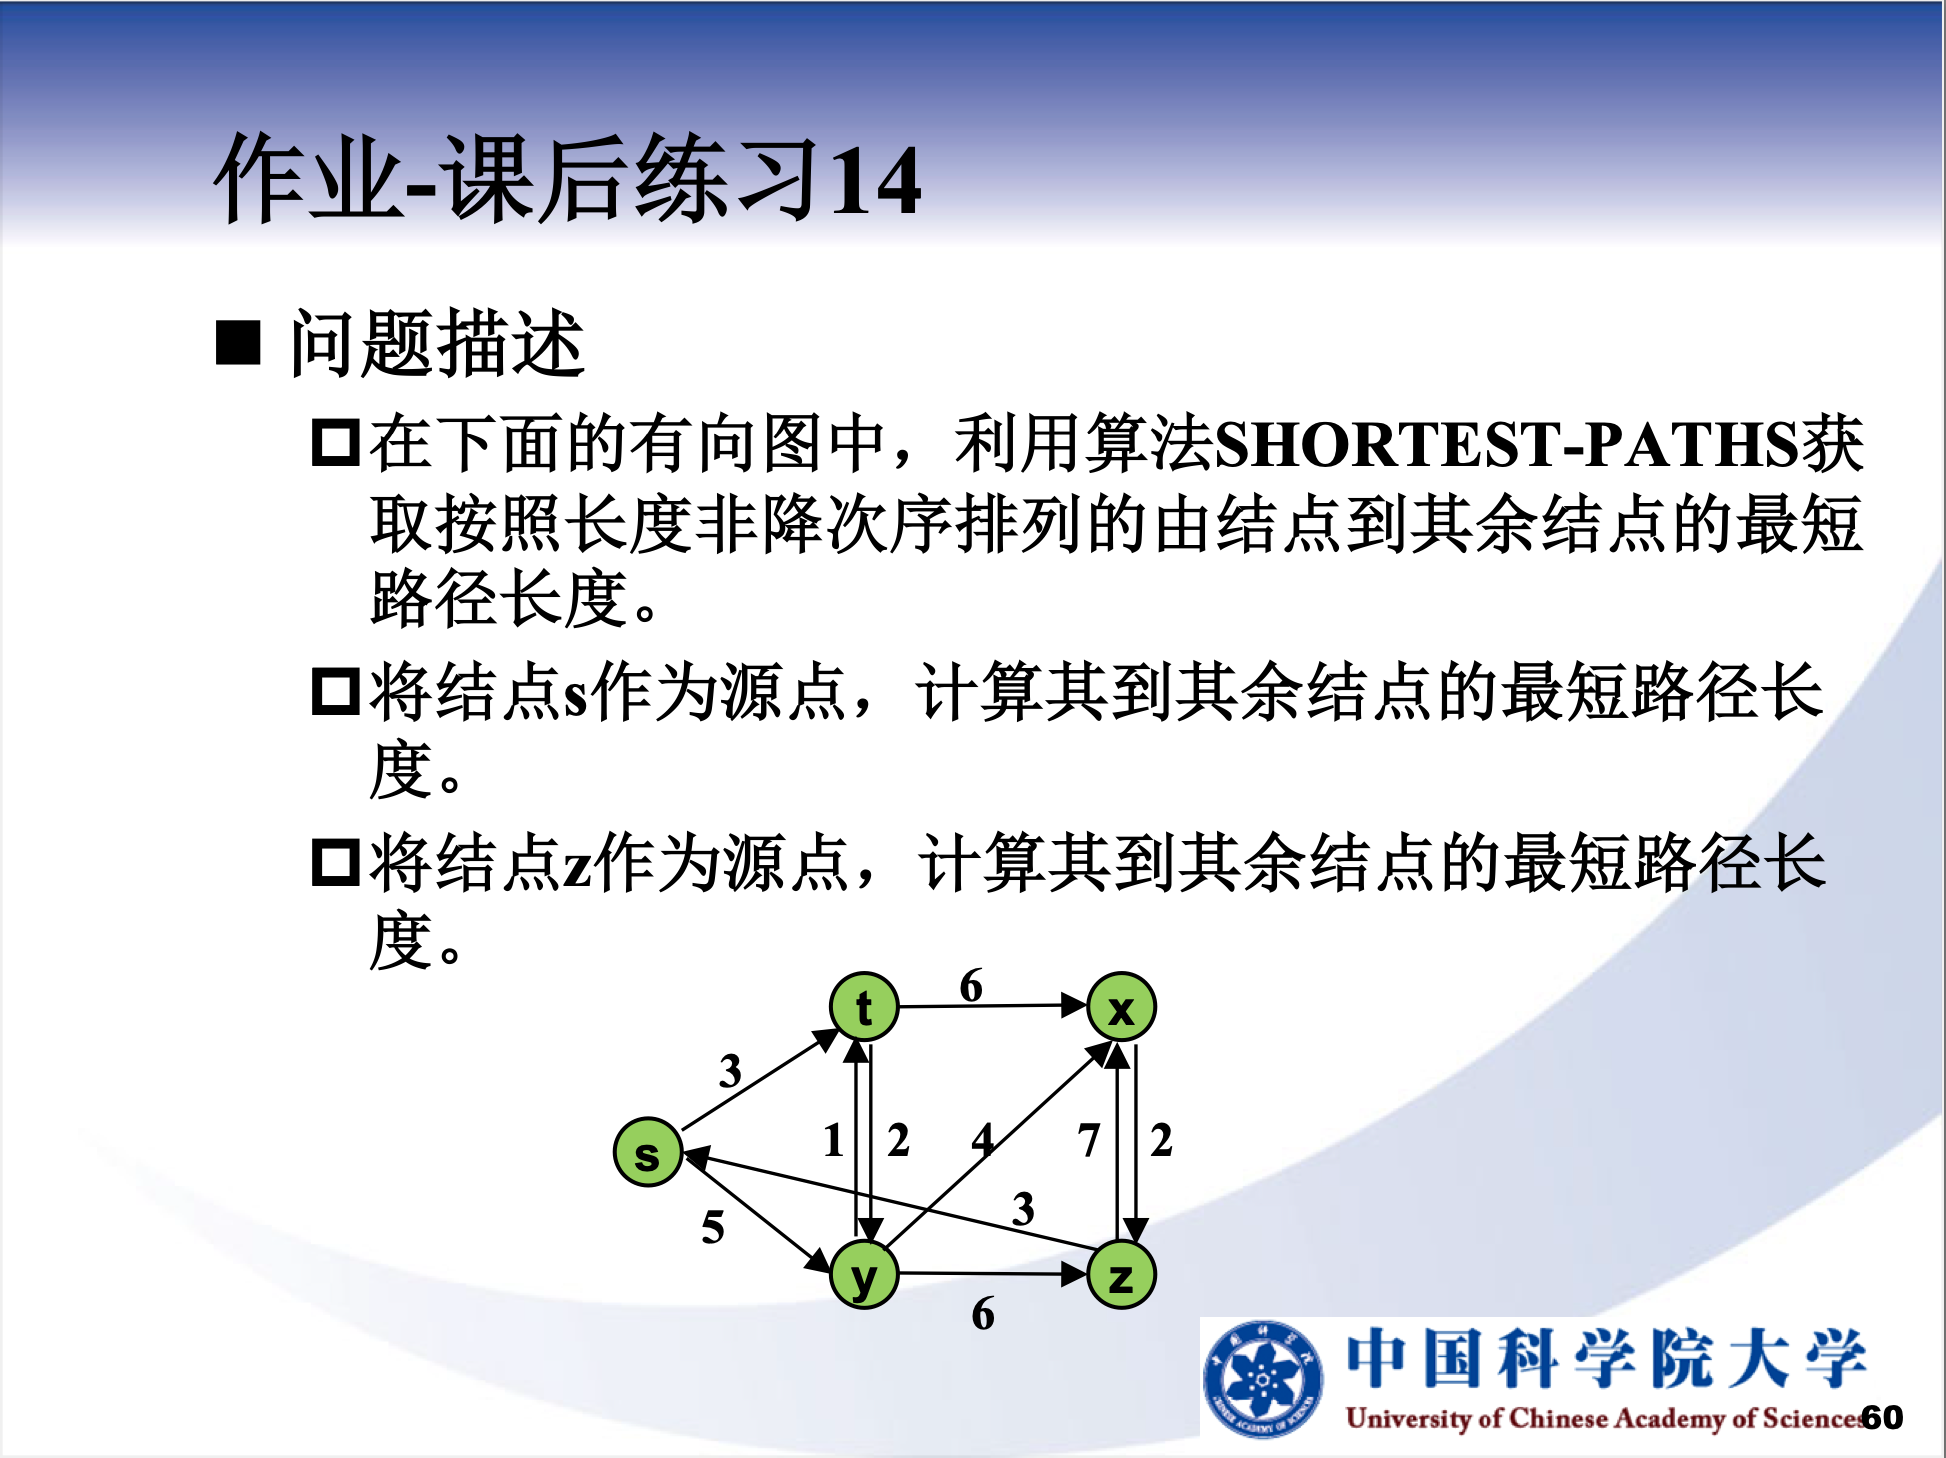 作业-课后练习14
问题描述
在下面的有向图中，利用算法SHORTEST-PATHS获
取按照长度非降次序排列的由结点到其余结点的最短
路径长度。
将结点s作为源点，计算其到其余结点的最短路径长
度。
将结点z作为源点，计算其到其余结点的最短路径长
度。
6
t
x
3
1
2
4
7
2
s
3
5
y
z
6
中国科学院大学
University of Chinese Academy of Sciences
60